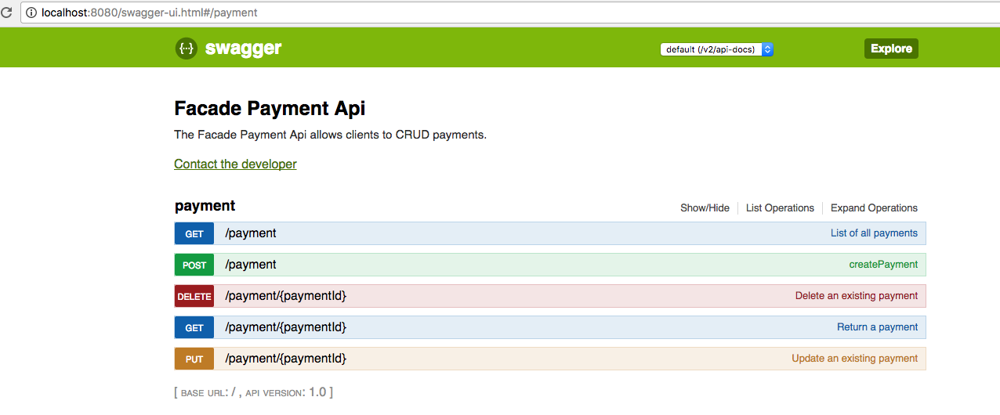 localhost:8080/swagger-ui.html#/payment
{··} swagger default (/v2/api-docs) Explore
Facade Payment Api
The Facade Payment Api allows clients to CRUD payments.
Contact the developer
payment Show/Hide List Operations Expand Operations
GET /payment List of all payments
POST /payment createPayment
DELETE /payment/{paymentId} Delete an existing payment
GET /payment/{paymentId} Return a payment
PUT /payment/{paymentId} Update an existing payment
[ BASE URL: / , API VERSION: 1.0 ]